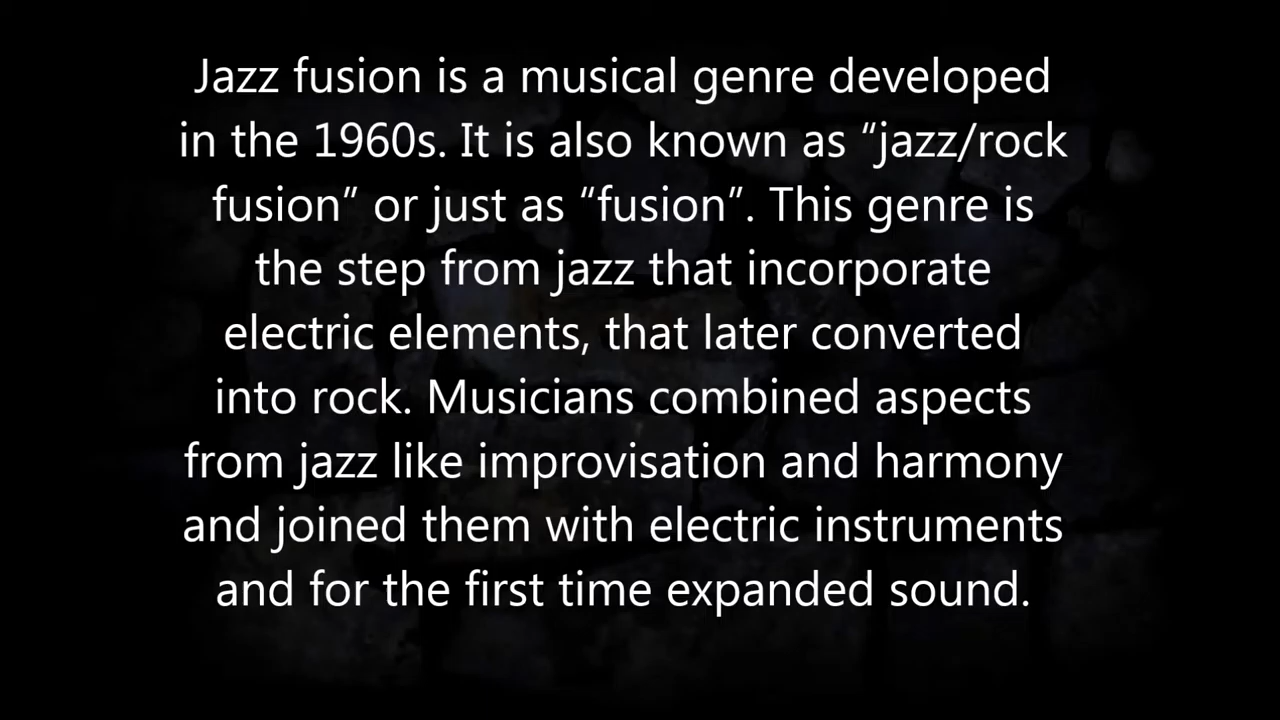 Jazz fusion is a musical genre developed
in the 1960s. It is also known as “jazz/rock
fusion” or just as “fusion”. This genre is
the step from jazz that incorporate
electric elements, that later converted
into rock. Musicians combined aspects
from jazz like improvisation and harmony
and joined them with electric instruments
and for the first time expanded sound.